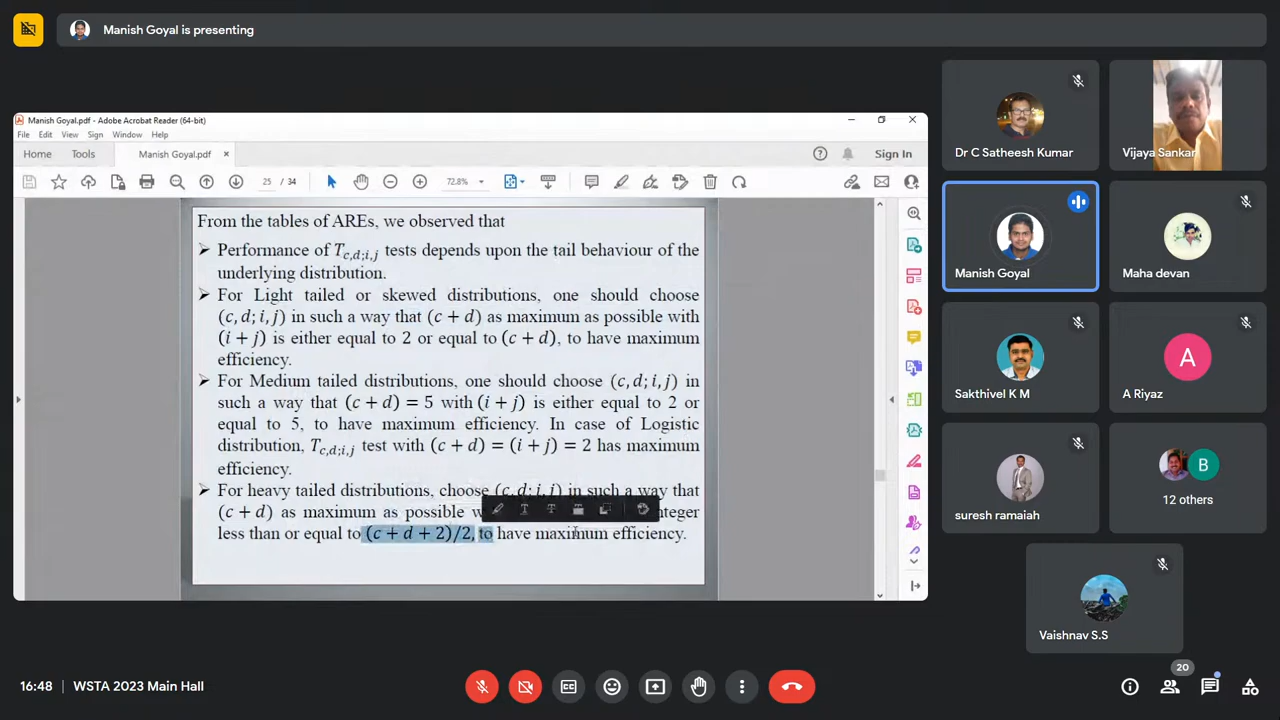 Manish Goyal is presenting
Manish Goyal.pdf - Adobe Acrobat Reader (64-bit)
File Edit View Sign Window Help
Home Tools Manish Goyal.pdf × Sign In
25 / 34 72.8%
From the tables of AREs, we observed that
➢ Performance of T_{c,d;i,j} tests depends upon the tail behaviour of the
underlying distribution.
➢ For Light tailed or skewed distributions, one should choose
(c, d; i, j) in such a way that (c + d) as maximum as possible with
(i + j) is either equal to 2 or equal to (c + d), to have maximum
efficiency.
➢ For Medium tailed distributions, one should choose (c, d; i, j) in
such a way that (c + d) = 5 with (i + j) is either equal to 2 or
equal to 5, to have maximum efficiency. In case of Logistic
distribution, T_{c,d;i,j} test with (c + d) = (i + j) = 2 has maximum
efficiency.
➢ For heavy tailed distributions, choose (c, d; i, j) in such a way that
(c + d) as maximum as possible
less than or equal to (c + d + 2)/2, to have maximum efficiency.
Dr C Satheesh Kumar
Vijaya Sankar
Manish Goyal
Maha devan
Sakthivel K M
A
A Riyaz
suresh ramaiah
B
12 others
Vaishnav S.S
16:48 | WSTA 2023 Main Hall
20